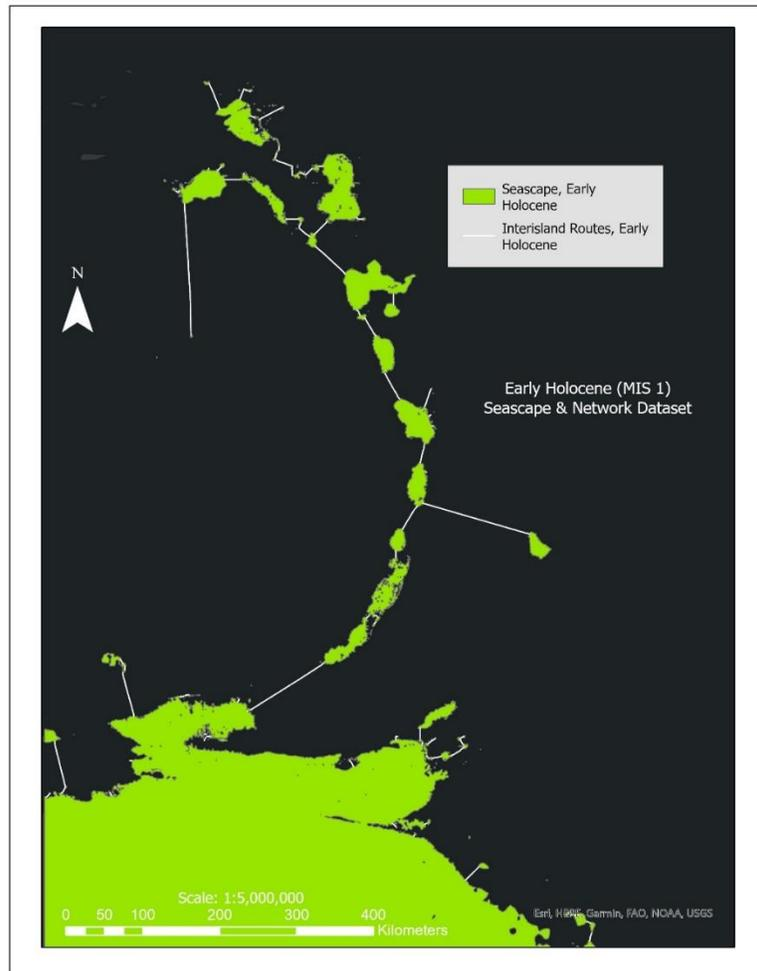 Seascape, Early
Holocene
Interisland Routes, Early
Holocene
N
Early Holocene (MIS 1)
Seascape & Network Dataset
Scale: 1:5,000,000
0 50 100 200 300 400
Kilometers
Esri, HERE, Garmin, FAO, NOAA, USGS